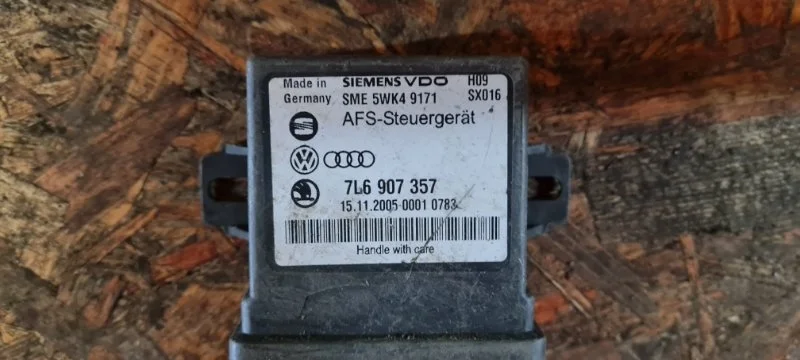 Made in SIEMENS VDO H09
Germany SME 5WK4 9171 SX016
AFS-Steuergerät
7L6 907 357
15.11.2005 0001 0783
Handle with care